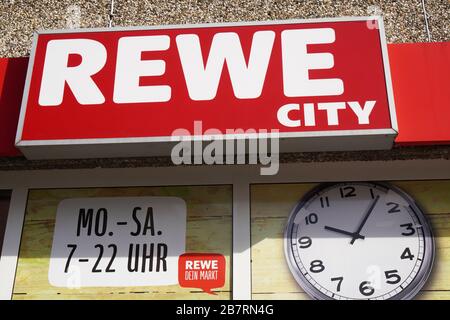 REWE
CITY
MO.-SA.
7-22 UHR
REWE
DEIN MARKT
12
1
2
3
4
5
6
7
8
9
10
11